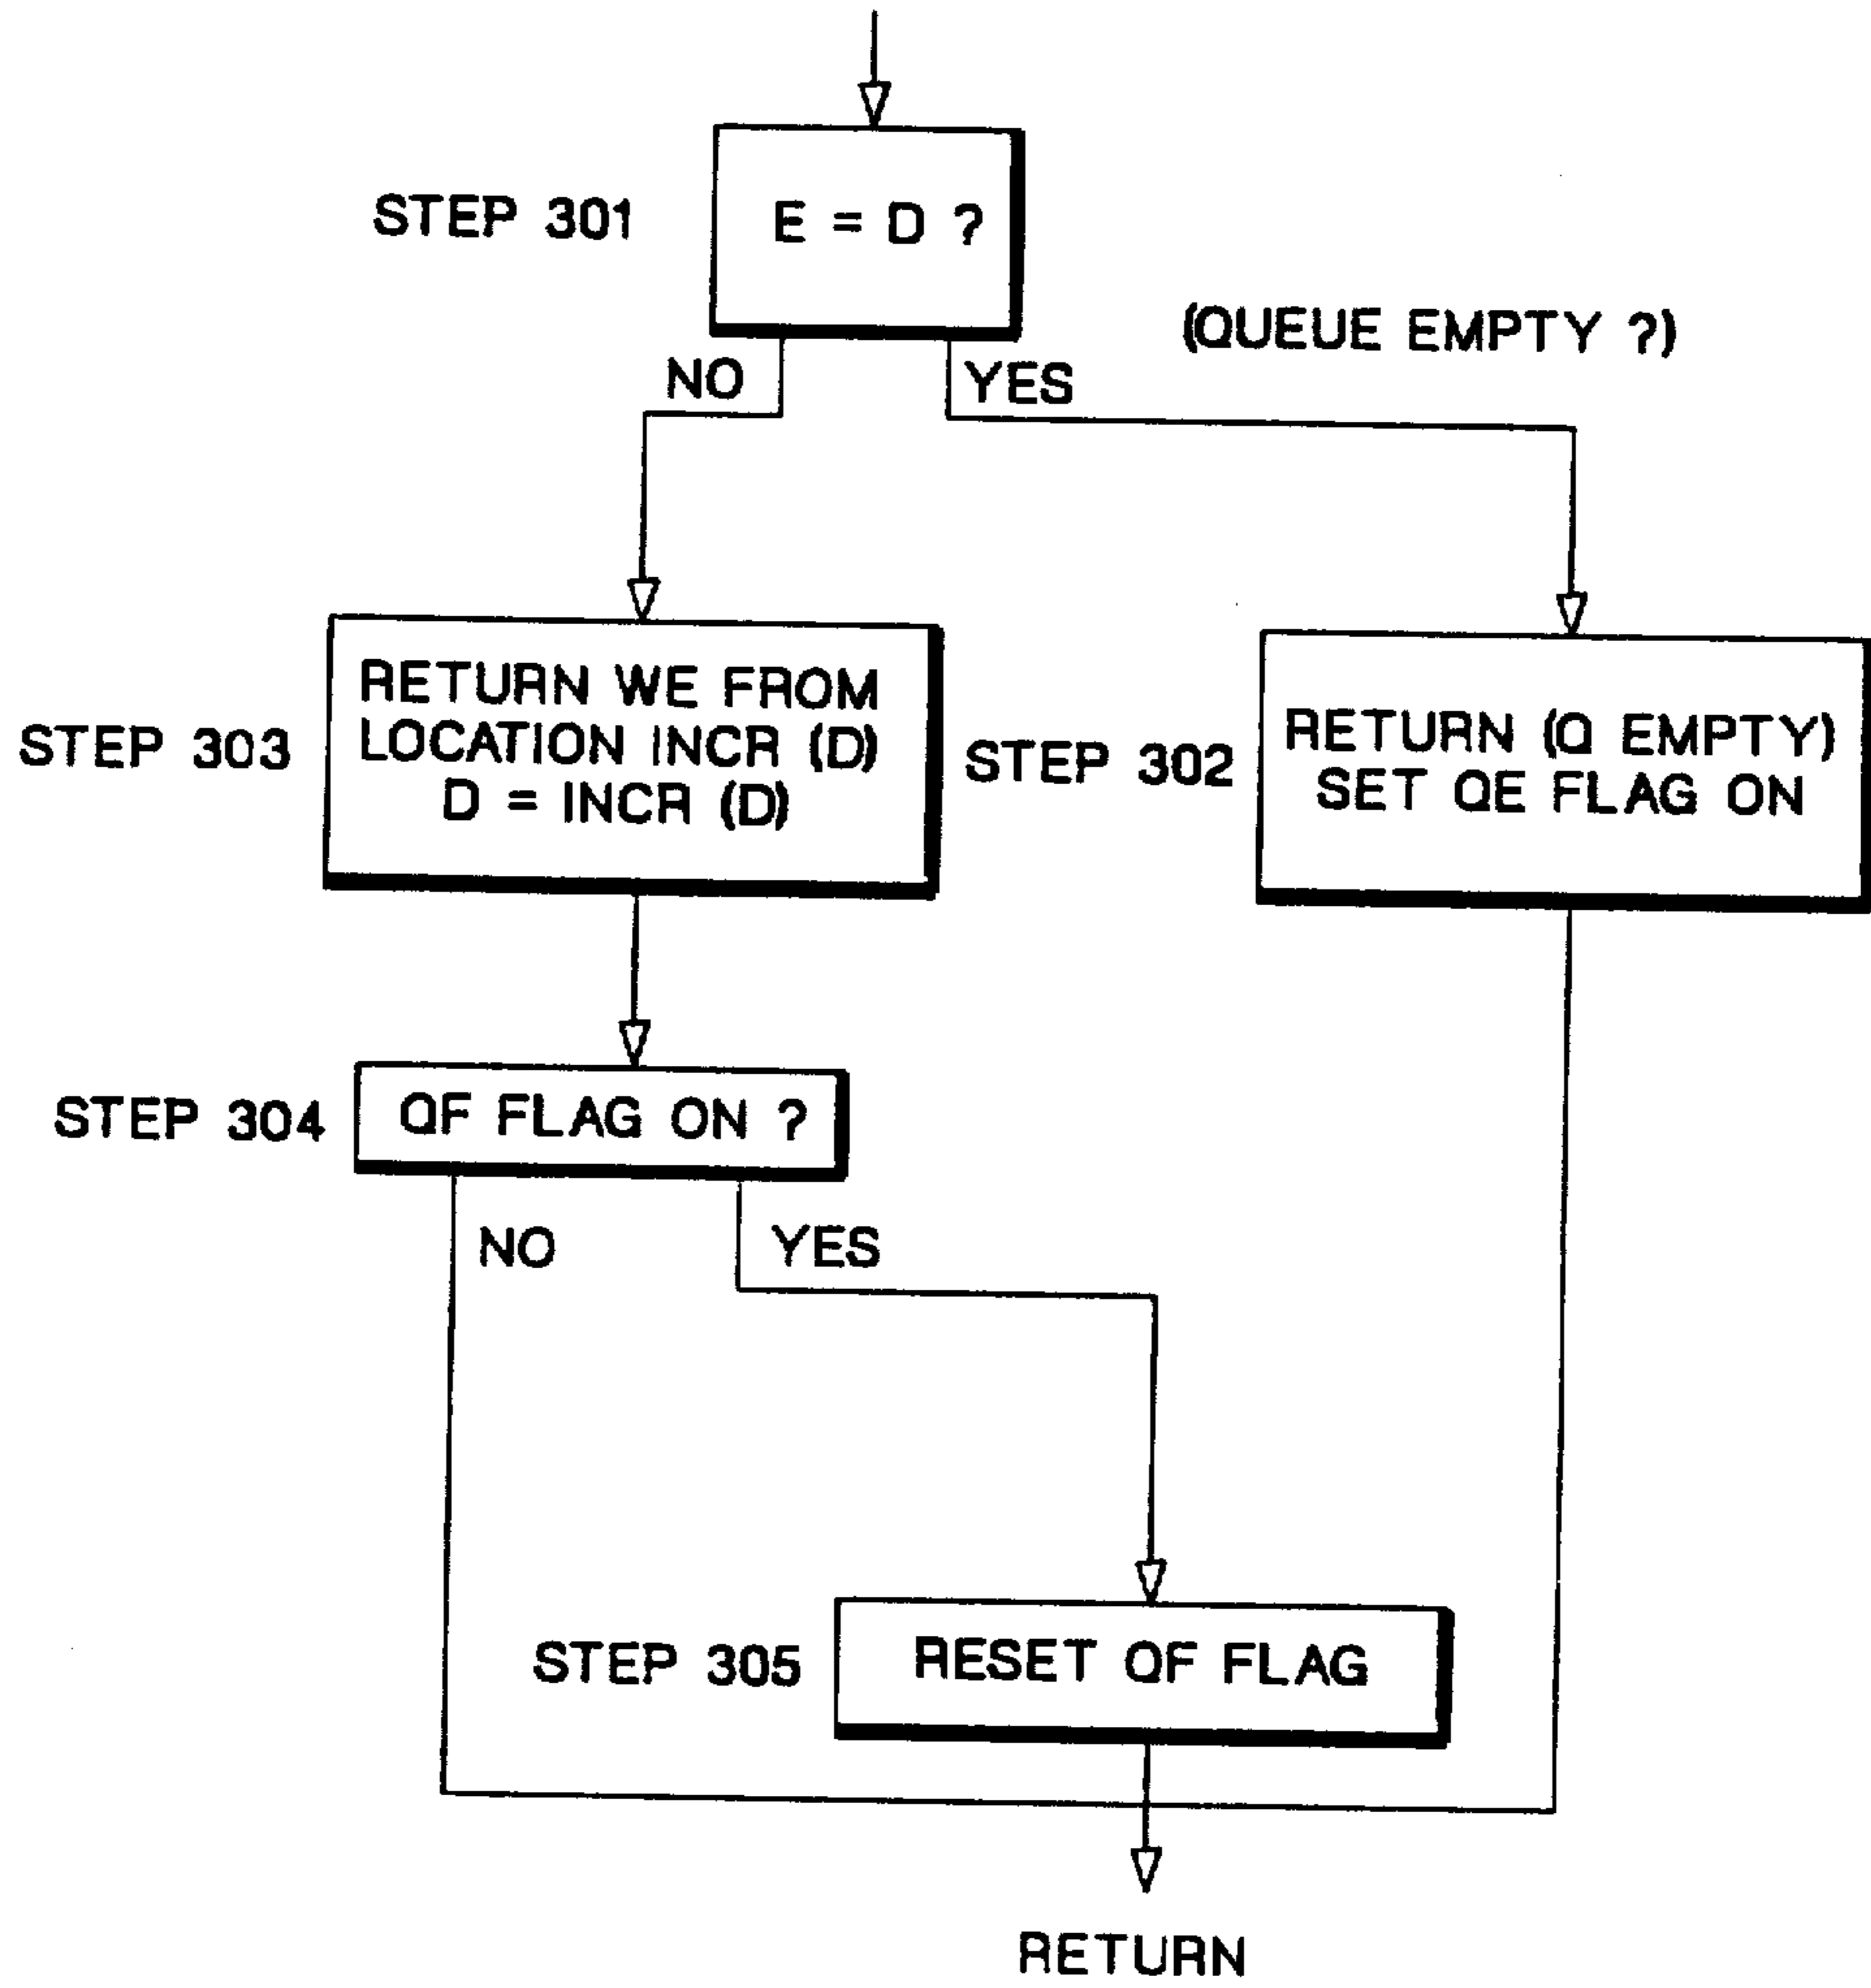 STEP 301
E = D ?
(QUEUE EMPTY ?)
NO
YES
STEP 303
RETURN WE FROM
LOCATION INCR (D)
D = INCR (D)
STEP 302
RETURN (Q EMPTY)
SET QE FLAG ON
STEP 304
QF FLAG ON ?
NO
YES
STEP 305
RESET QF FLAG
RETURN